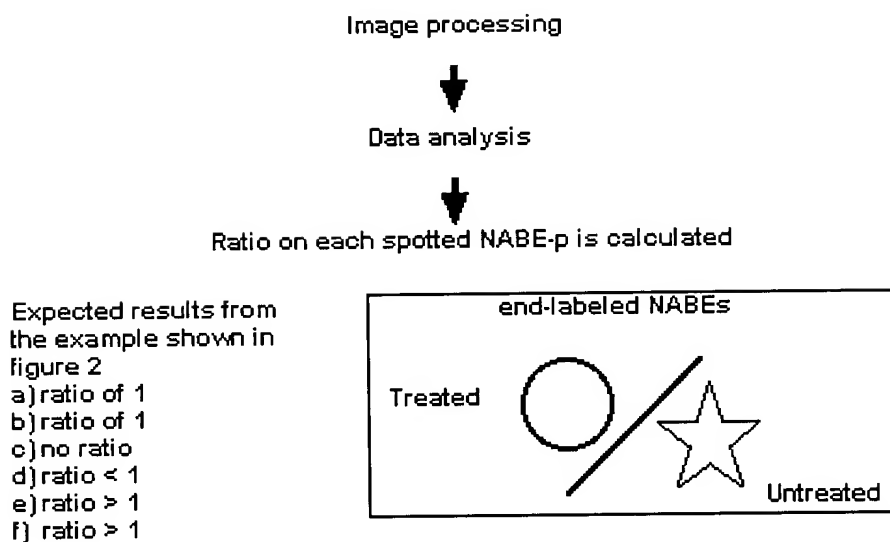 Image processing
Data analysis
Ratio on each spotted NABE-p is calculated
Expected results from
the example shown in
figure 2
a) ratio of 1
b) ratio of 1
c) no ratio
d) ratio < 1
e) ratio > 1
f) ratio > 1
end-labeled NABEs
Treated
Untreated